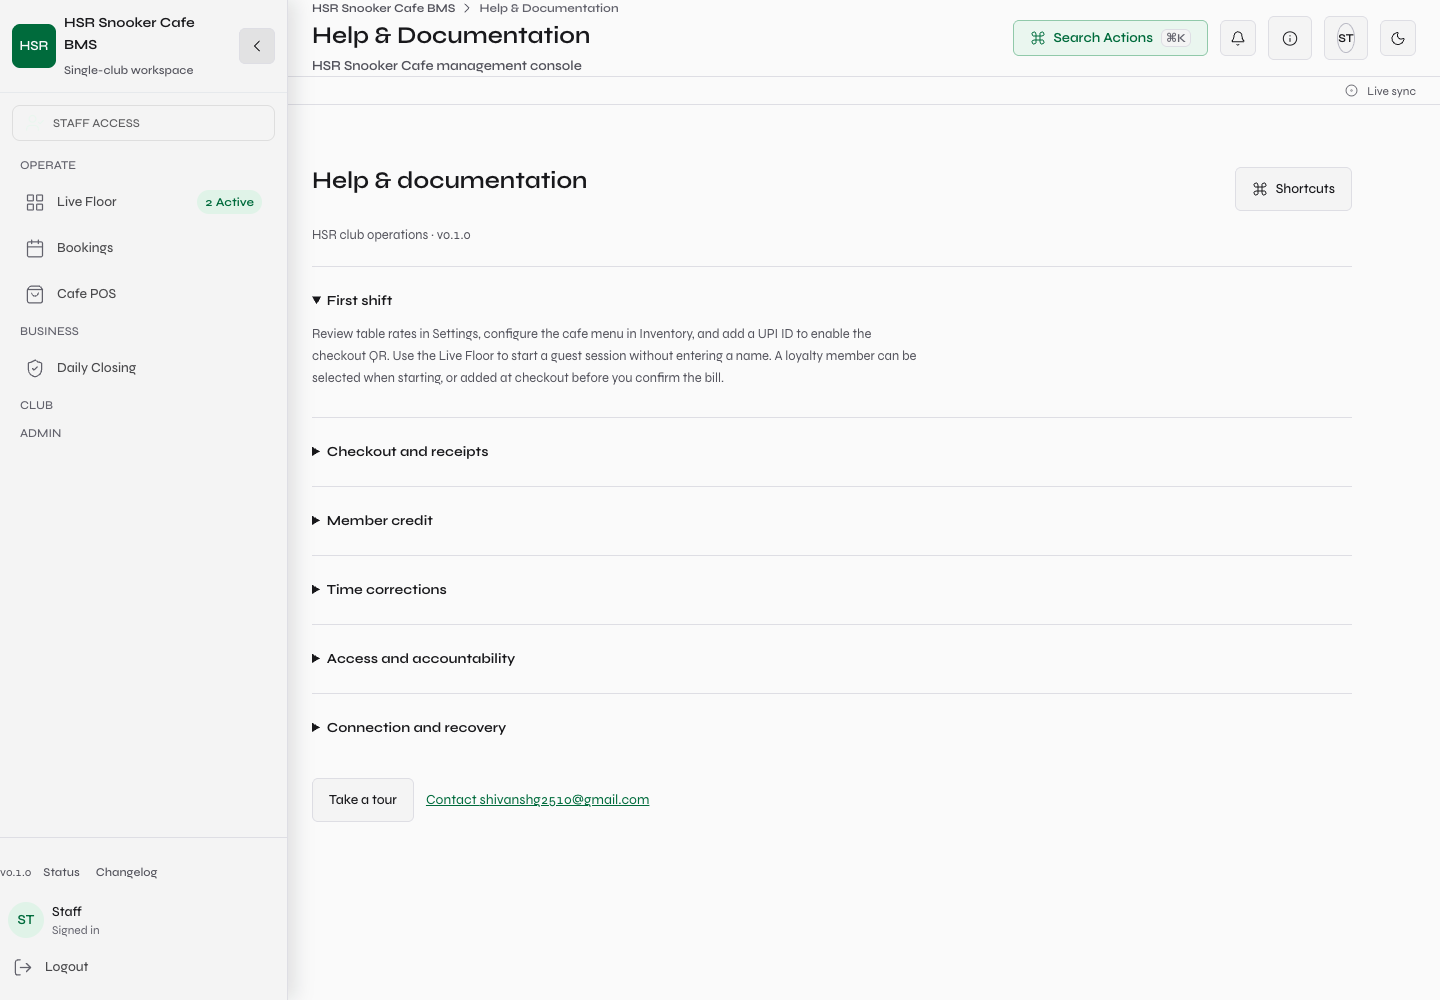 HSR
HSR Snooker Cafe
BMS
Single-club workspace
STAFF ACCESS
OPERATE
Live Floor
2 Active
Bookings
Cafe POS
BUSINESS
Daily Closing
CLUB
ADMIN
v0.1.0
Status
Changelog
ST
Staff
Signed in
Logout
HSR Snooker Cafe BMS > Help & Documentation
Help & Documentation
HSR Snooker Cafe management console
Search Actions ⌘K
ST
Live sync
Help & documentation
Shortcuts
HSR club operations · v0.1.0
First shift
Review table rates in Settings, configure the cafe menu in Inventory, and add a UPI ID to enable the
checkout QR. Use the Live Floor to start a guest session without entering a name. A loyalty member can be
selected when starting, or added at checkout before you confirm the bill.
Checkout and receipts
Member credit
Time corrections
Access and accountability
Connection and recovery
Take a tour
Contact shivanshg2510@gmail.com